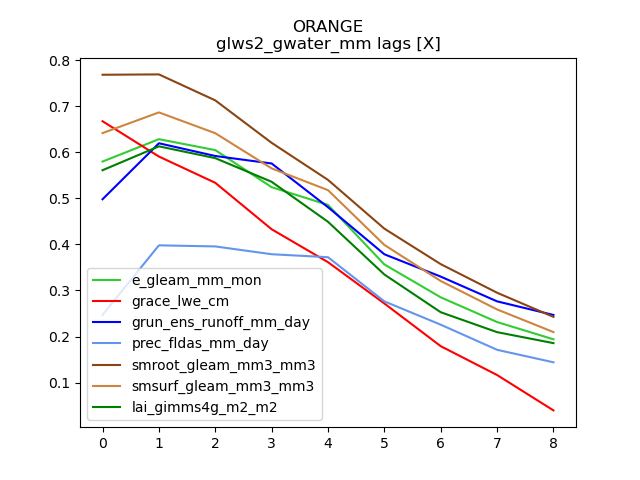 ORANGE
glws2_gwater_mm lags [X]
0.8
0.7
0.6
0.5
0.4
0.3
0.2
0.1
e_gleam_mm_mon
grace_lwe_cm
grun_ens_runoff_mm_day
prec_fldas_mm_day
smroot_gleam_mm3_mm3
smsurf_gleam_mm3_mm3
lai_gimms4g_m2_m2
0 1 2 3 4 5 6 7 8